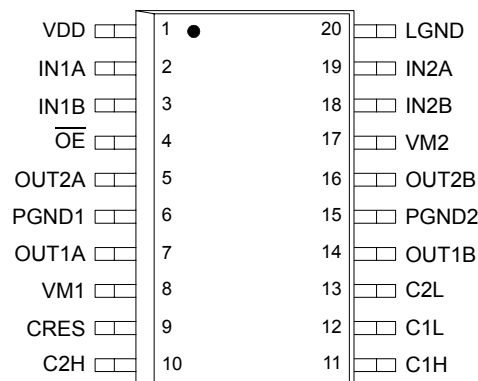 VDD 1 20 LGND
IN1A 2 19 IN2A
IN1B 3 18 IN2B
O̅E̅ 4 17 VM2
OUT2A 5 16 OUT2B
PGND1 6 15 PGND2
OUT1A 7 14 OUT1B
VM1 8 13 C2L
CRES 9 12 C1L
C2H 10 11 C1H